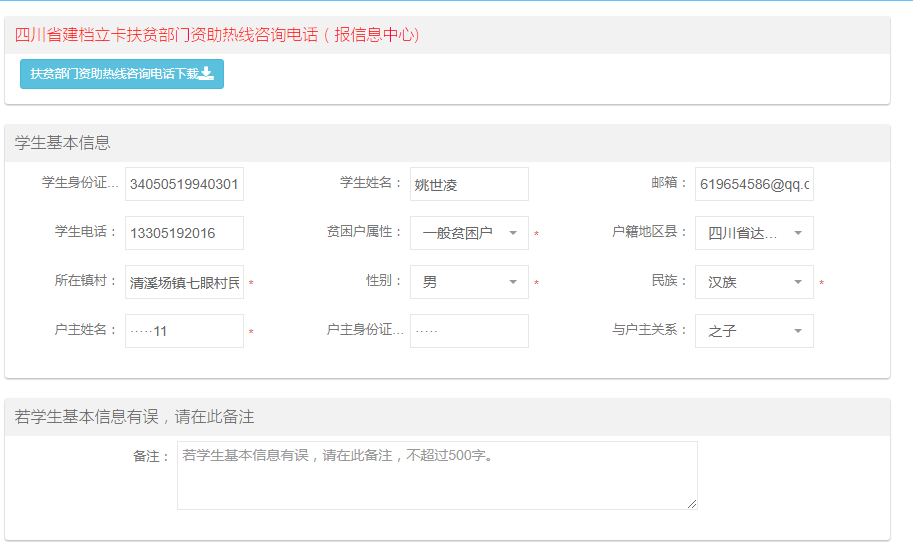 四川省建档立卡扶贫部门资助热线咨询电话（报信息中心)
扶贫部门资助热线咨询电话下载
学生基本信息
学生身份证... 34050519940301 学生姓名： 姚世凌 邮箱： 619654586@qq.c
学生电话： 13305192016 贫困户属性： 一般贫困户 * 户籍地区县： 四川省达...
所在镇村： 清溪场镇七眼村民 * 性别： 男 * 民族： 汉族 *
户主姓名： ·····11 * 户主身份证... ····· 与户主关系： 之子
若学生基本信息有误，请在此备注
备注： 若学生基本信息有误，请在此备注，不超过500字。